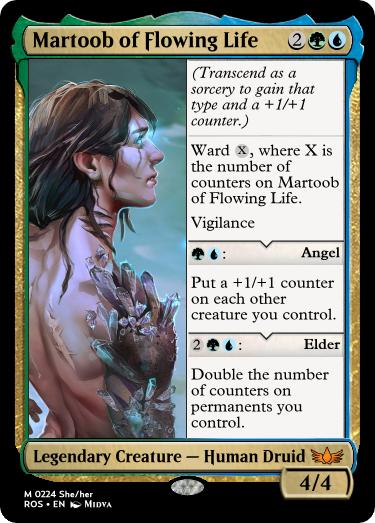 Martoob of Flowing Life 2
(Transcend as a
sorcery to gain that
type and a +1/+1
counter.)
Ward X, where X is
the number of
counters on Martoob
of Flowing Life.
Vigilance
: Angel
Put a +1/+1 counter
on each other
creature you control.
2 : Elder
Double the number
of counters on
permanents you
control.
Legendary Creature — Human Druid
4/4
M 0224 She/her
ROS • EN Midva